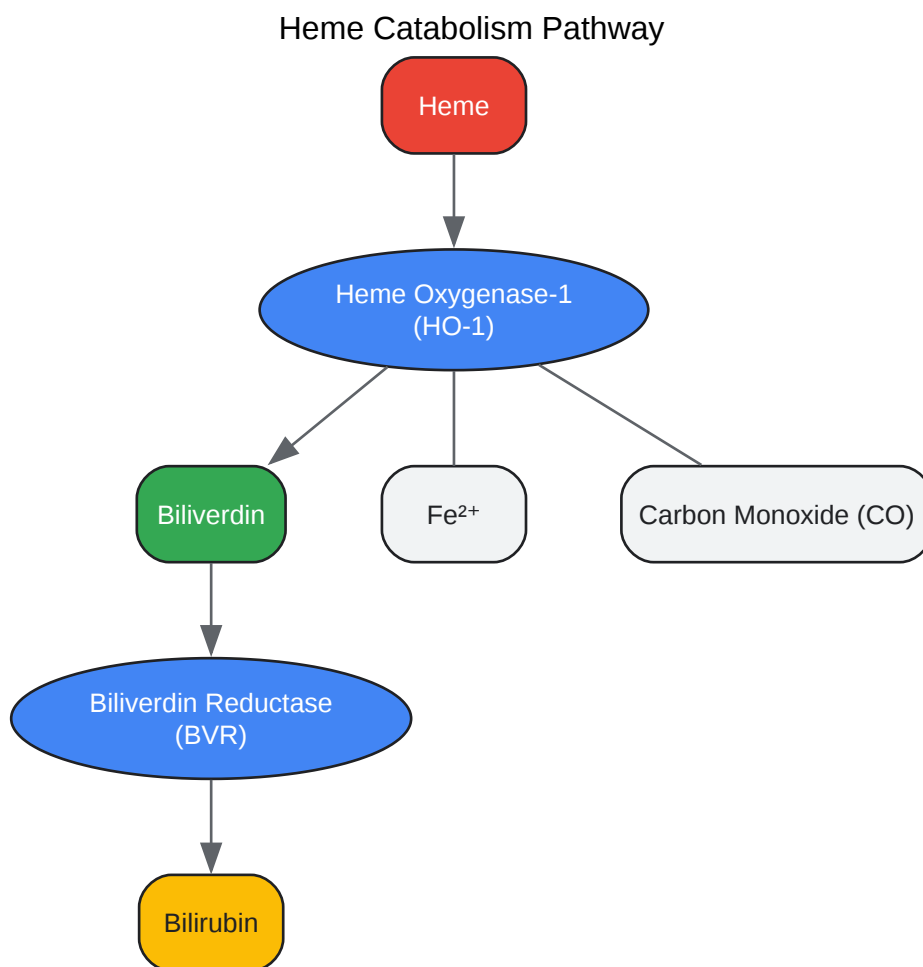 Heme Catabolism Pathway
Heme
Heme Oxygenase-1
(HO-1)
Biliverdin
Fe²⁺
Carbon Monoxide (CO)
Biliverdin Reductase
(BVR)
Bilirubin